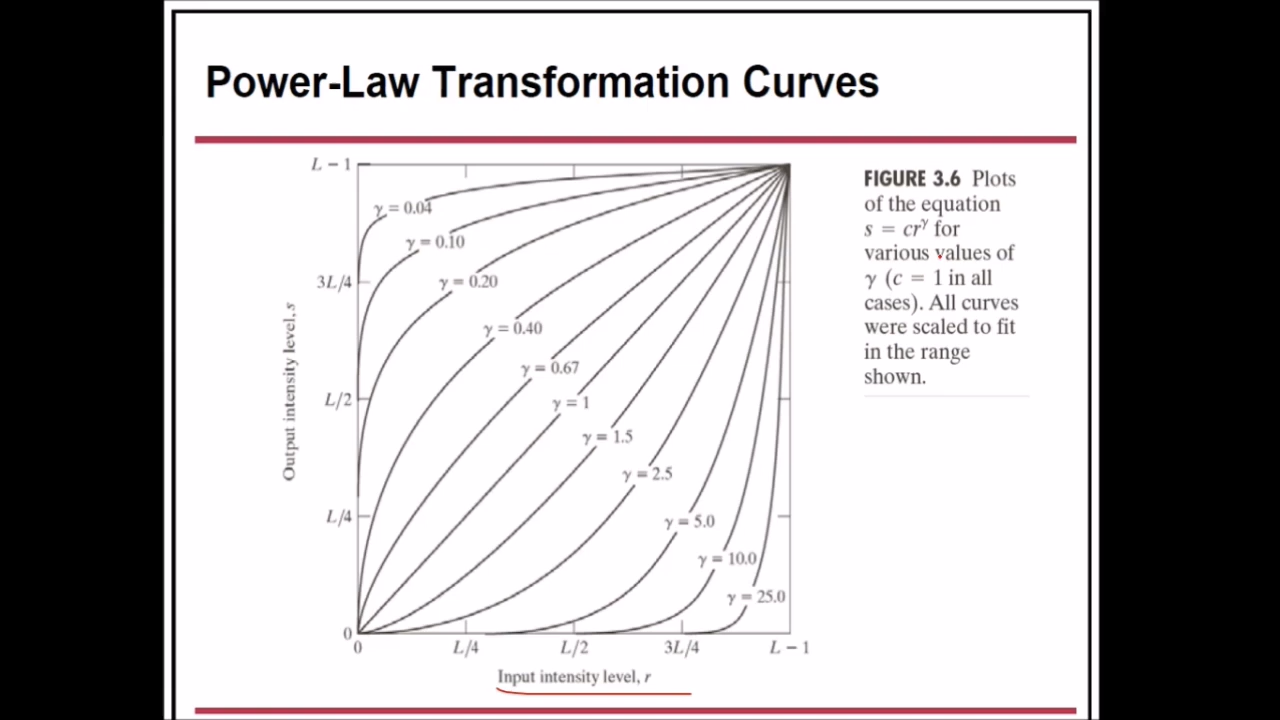 Power-Law Transformation Curves
L − 1
3L/4
L/2
L/4
0
Output intensity level, s
γ = 0.04
γ = 0.10
γ = 0.20
γ = 0.40
γ = 0.67
γ = 1
γ = 1.5
γ = 2.5
γ = 5.0
γ = 10.0
γ = 25.0
0 L/4 L/2 3L/4 L − 1
Input intensity level, r
FIGURE 3.6 Plots
of the equation
s = crᵞ for
various values of
γ (c = 1 in all
cases). All curves
were scaled to fit
in the range
shown.